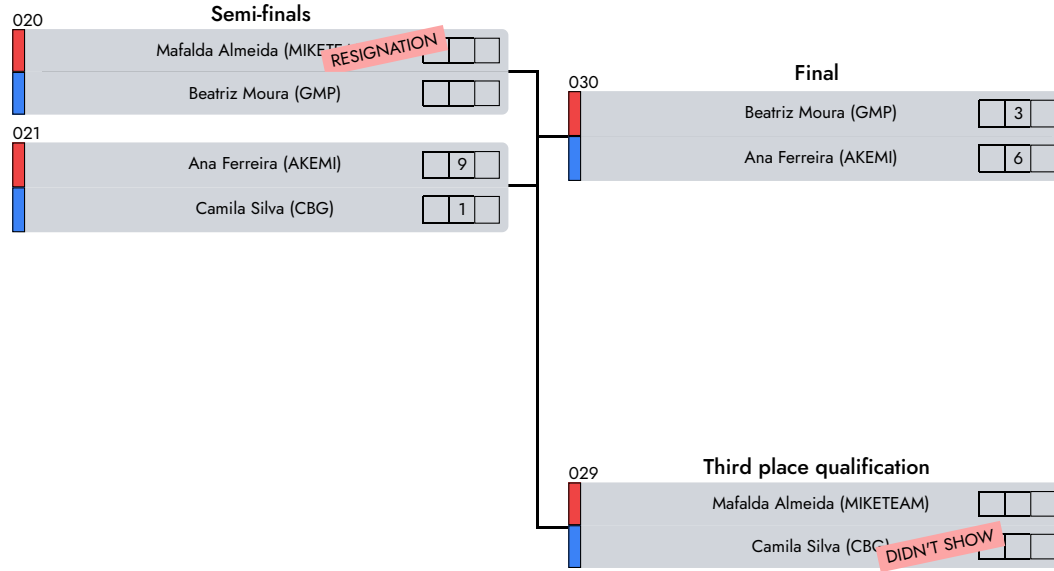 Semi-finals
020
Mafalda Almeida (MIKETEAM)
RESIGNATION
Beatriz Moura (GMP)
021
Ana Ferreira (AKEMI) 9
Camila Silva (CBG) 1
Final
030
Beatriz Moura (GMP) 3
Ana Ferreira (AKEMI) 6
Third place qualification
029
Mafalda Almeida (MIKETEAM)
Camila Silva (CBG)
DIDN'T SHOW